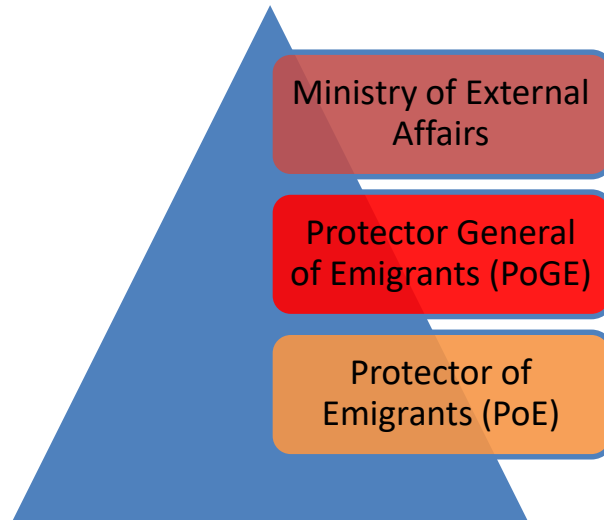 Ministry of External
Affairs
Protector General
of Emigrants (PoGE)
Protector of
Emigrants (PoE)